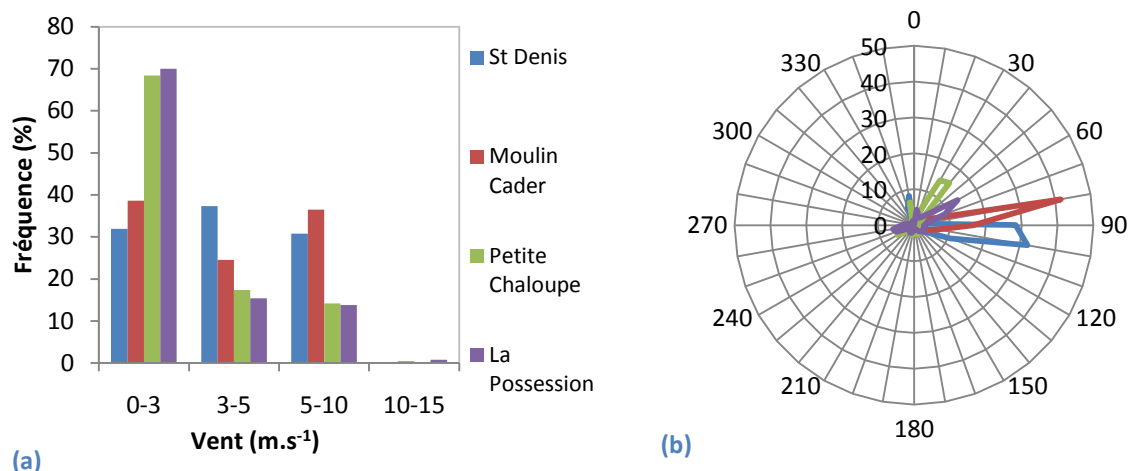 80
70
60
50
40
30
20
10
0
Fréquence (%)
0-3
3-5
5-10
10-15
Vent (m.s⁻¹)
(a)
St Denis
Moulin
Cader
Petite
Chaloupe
La
Possession
0
30
60
90
120
150
180
210
240
270
300
330
50
40
30
20
10
0
(b)